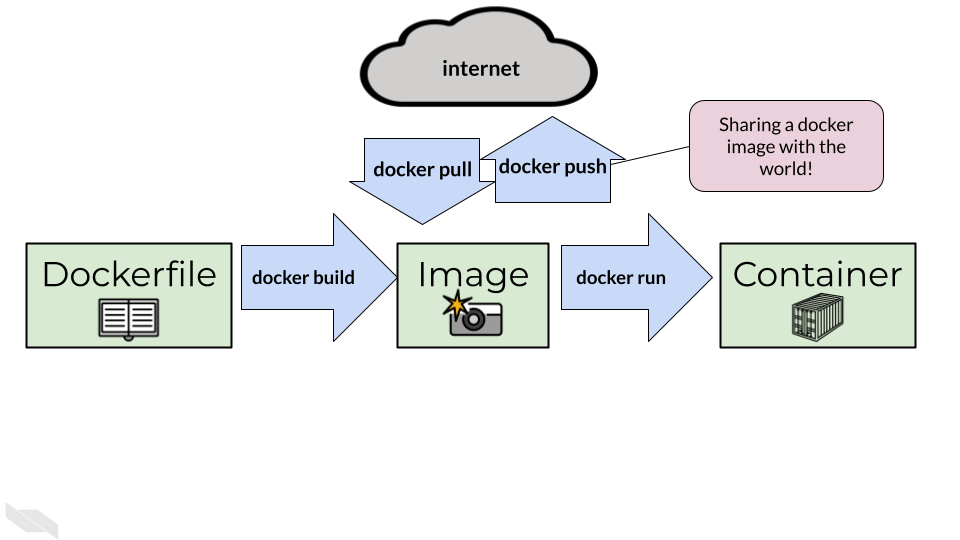 internet
Sharing a docker
image with the
world!
docker pull
docker push
Dockerfile
docker build
Image
docker run
Container